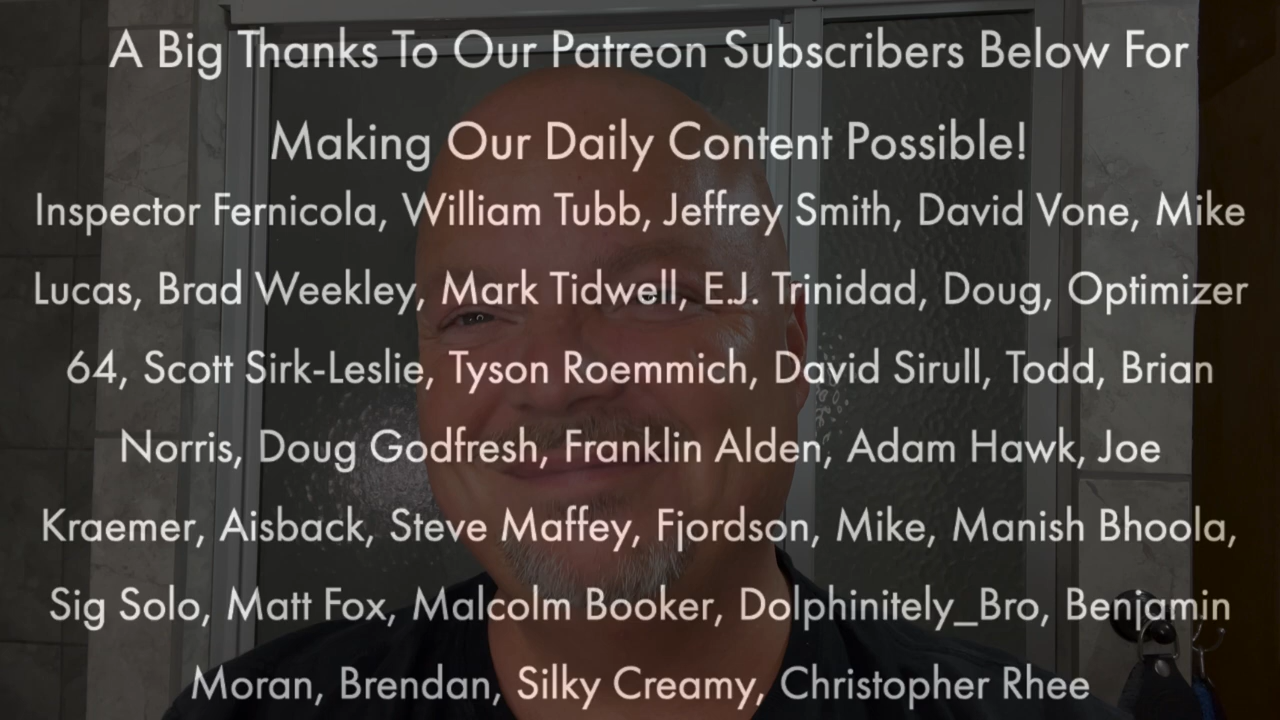 A Big Thanks To Our Patreon Subscribers Below For
Making Our Daily Content Possible!
Inspector Fernicola, William Tubb, Jeffrey Smith, David Vone, Mike
Lucas, Brad Weekley, Mark Tidwell, E.J. Trinidad, Doug, Optimizer
64, Scott Sirk-Leslie, Tyson Roemmich, David Sirull, Todd, Brian
Norris, Doug Godfresh, Franklin Alden, Adam Hawk, Joe
Kraemer, Aisback, Steve Maffey, Fjordson, Mike, Manish Bhoola,
Sig Solo, Matt Fox, Malcolm Booker, Dolphinitely_Bro, Benjamin
Moran, Brendan, Silky Creamy, Christopher Rhee